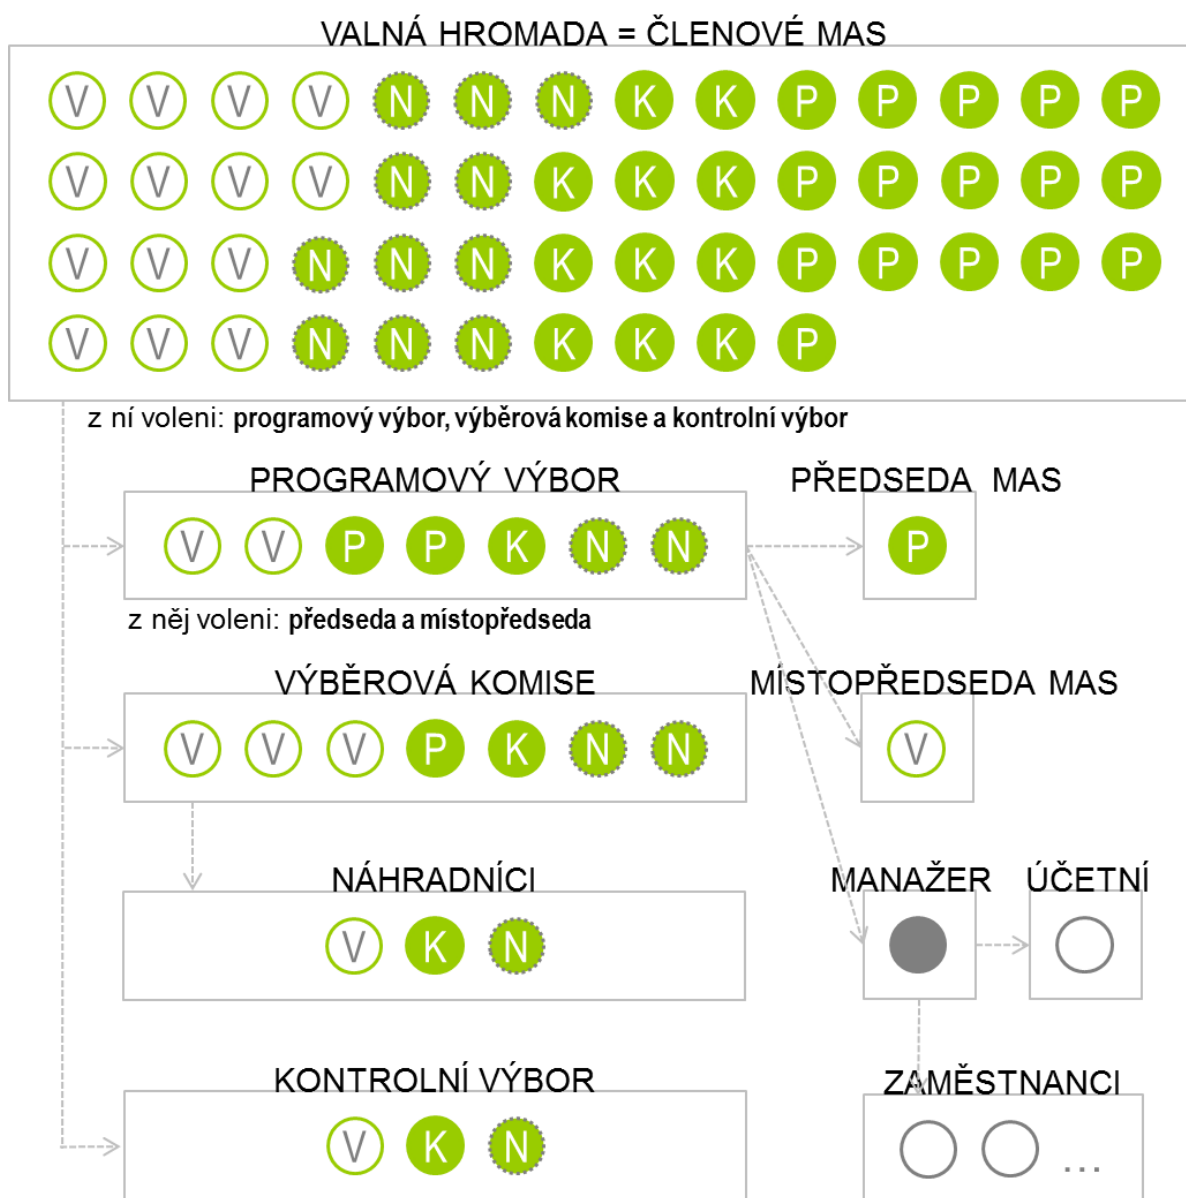 VALNÁ HROMADA = ČLENOVÉ MAS
V V V V N N N K K P P P P P
V V V V N N K K K P P P P P
V V V N N N K K K P P P P P
V V V N N N K K K P
z ní voleni: programový výbor, výběrová komise a kontrolní výbor
PROGRAMOVÝ VÝBOR
PŘEDSEDA MAS
V V P P K N N
P
z něj voleni: předseda a místopředseda
VÝBĚROVÁ KOMISE
MÍSTOPŘEDSEDA MAS
V V V P K N N
V
NÁHRADNÍCI
MANAŽER
ÚČETNÍ
V K N
KONTROLNÍ VÝBOR
ZAMĚSTNANCI
V K N
...